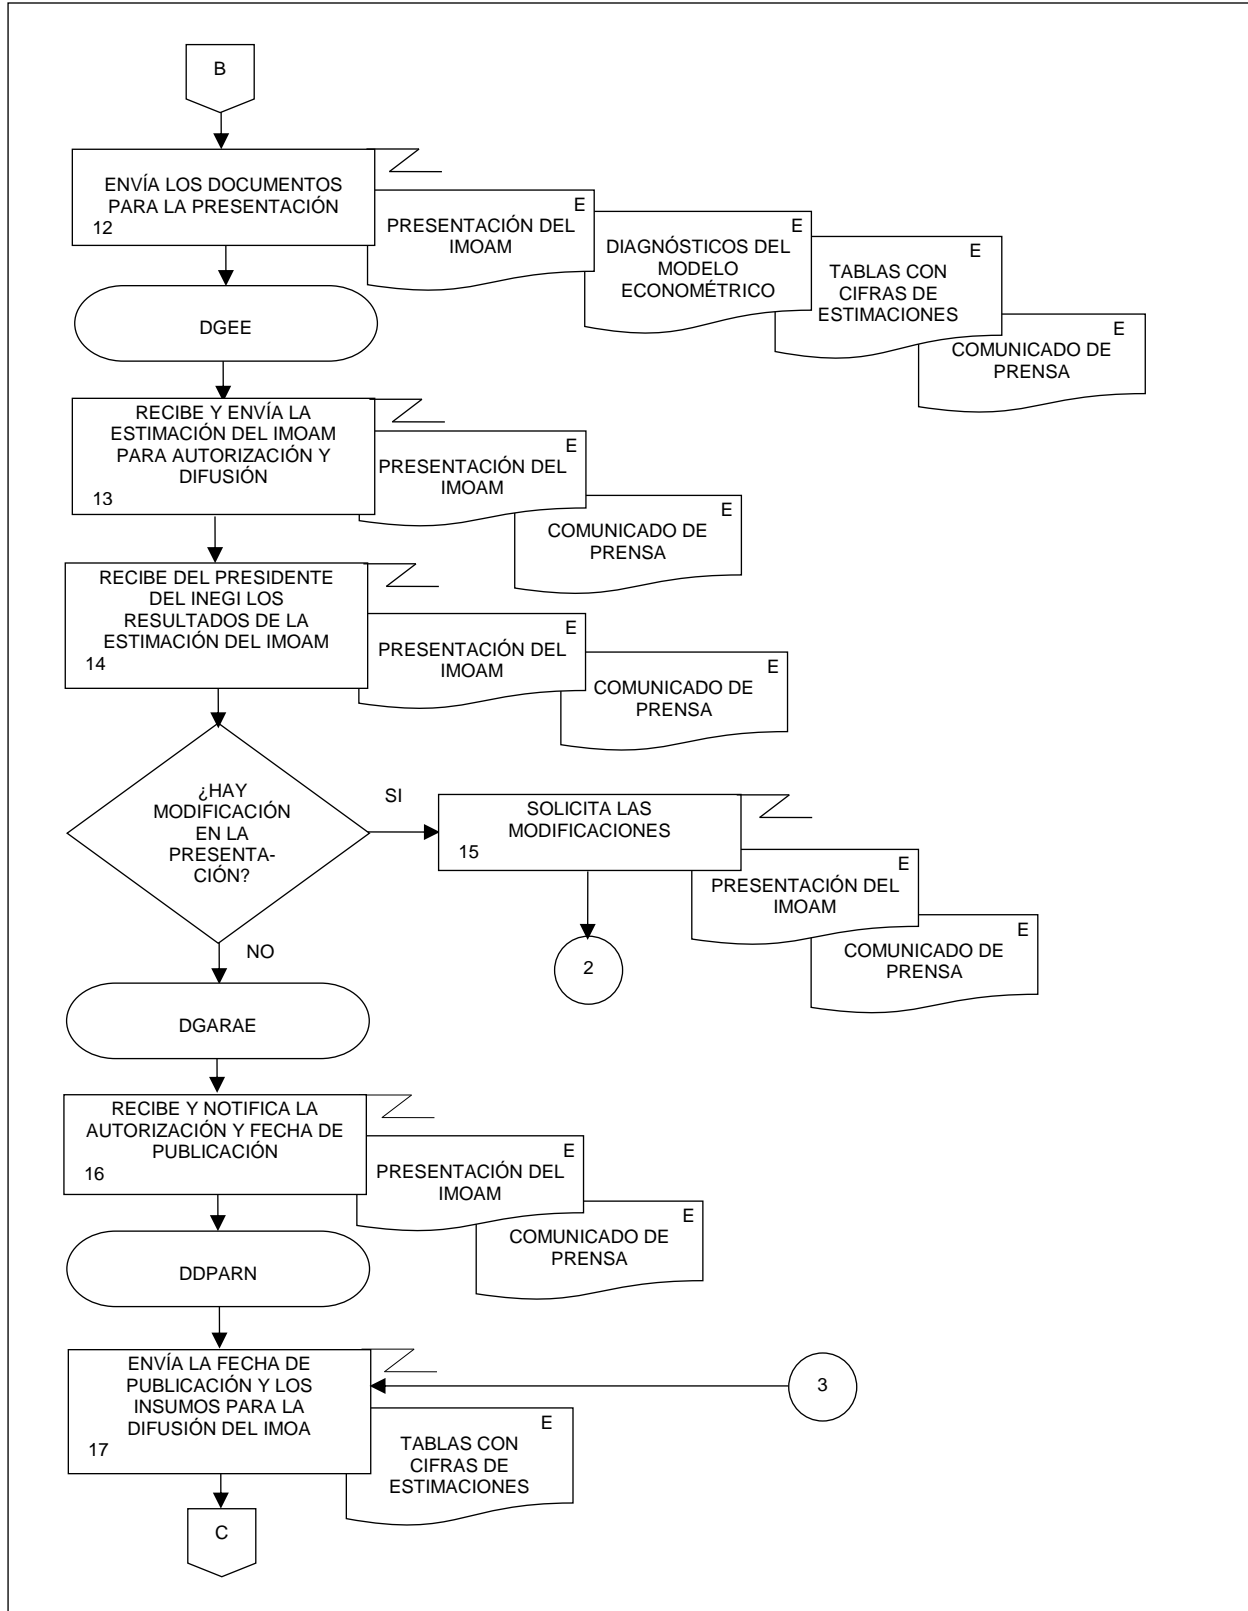 B
ENVÍA LOS DOCUMENTOS
PARA LA PRESENTACIÓN
12
E
PRESENTACIÓN DEL
IMOAM
E
DIAGNÓSTICOS DEL
MODELO
ECONOMÉTRICO
E
TABLAS CON
CIFRAS DE
ESTIMACIONES
E
COMUNICADO DE
PRENSA
DGEE
RECIBE Y ENVÍA LA
ESTIMACIÓN DEL IMOAM
PARA AUTORIZACIÓN Y
DIFUSIÓN
13
E
PRESENTACIÓN DEL
IMOAM
E
COMUNICADO DE
PRENSA
RECIBE DEL PRESIDENTE
DEL INEGI LOS
RESULTADOS DE LA
ESTIMACIÓN DEL IMOAM
14
E
PRESENTACIÓN DEL
IMOAM
E
COMUNICADO DE
PRENSA
¿HAY
MODIFICACIÓN
EN LA
PRESENTA-
CIÓN?
SI
SOLICITA LAS
MODIFICACIONES
15
E
PRESENTACIÓN DEL
IMOAM
E
COMUNICADO DE
PRENSA
2
NO
DGARAE
RECIBE Y NOTIFICA LA
AUTORIZACIÓN Y FECHA DE
PUBLICACIÓN
16
E
PRESENTACIÓN DEL
IMOAM
E
COMUNICADO DE
PRENSA
DDPARN
ENVÍA LA FECHA DE
PUBLICACIÓN Y LOS
INSUMOS PARA LA
DIFUSIÓN DEL IMOA
17
3
E
TABLAS CON
CIFRAS DE
ESTIMACIONES
C